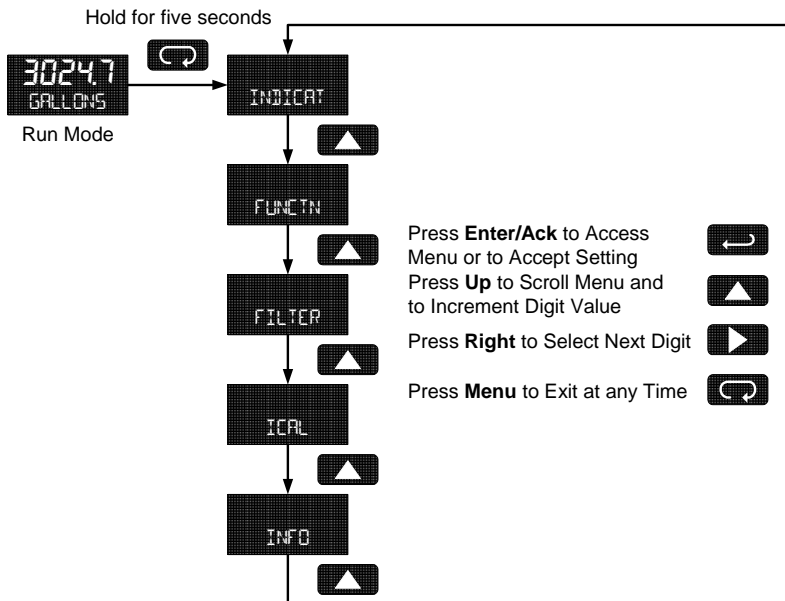 Hold for five seconds
3024.7
GALLONS
Run Mode
INDICAT
FUNCTN
FILTER
ICAL
INFO
Press Enter/Ack to Access
Menu or to Accept Setting
Press Up to Scroll Menu and
to Increment Digit Value
Press Right to Select Next Digit
Press Menu to Exit at any Time